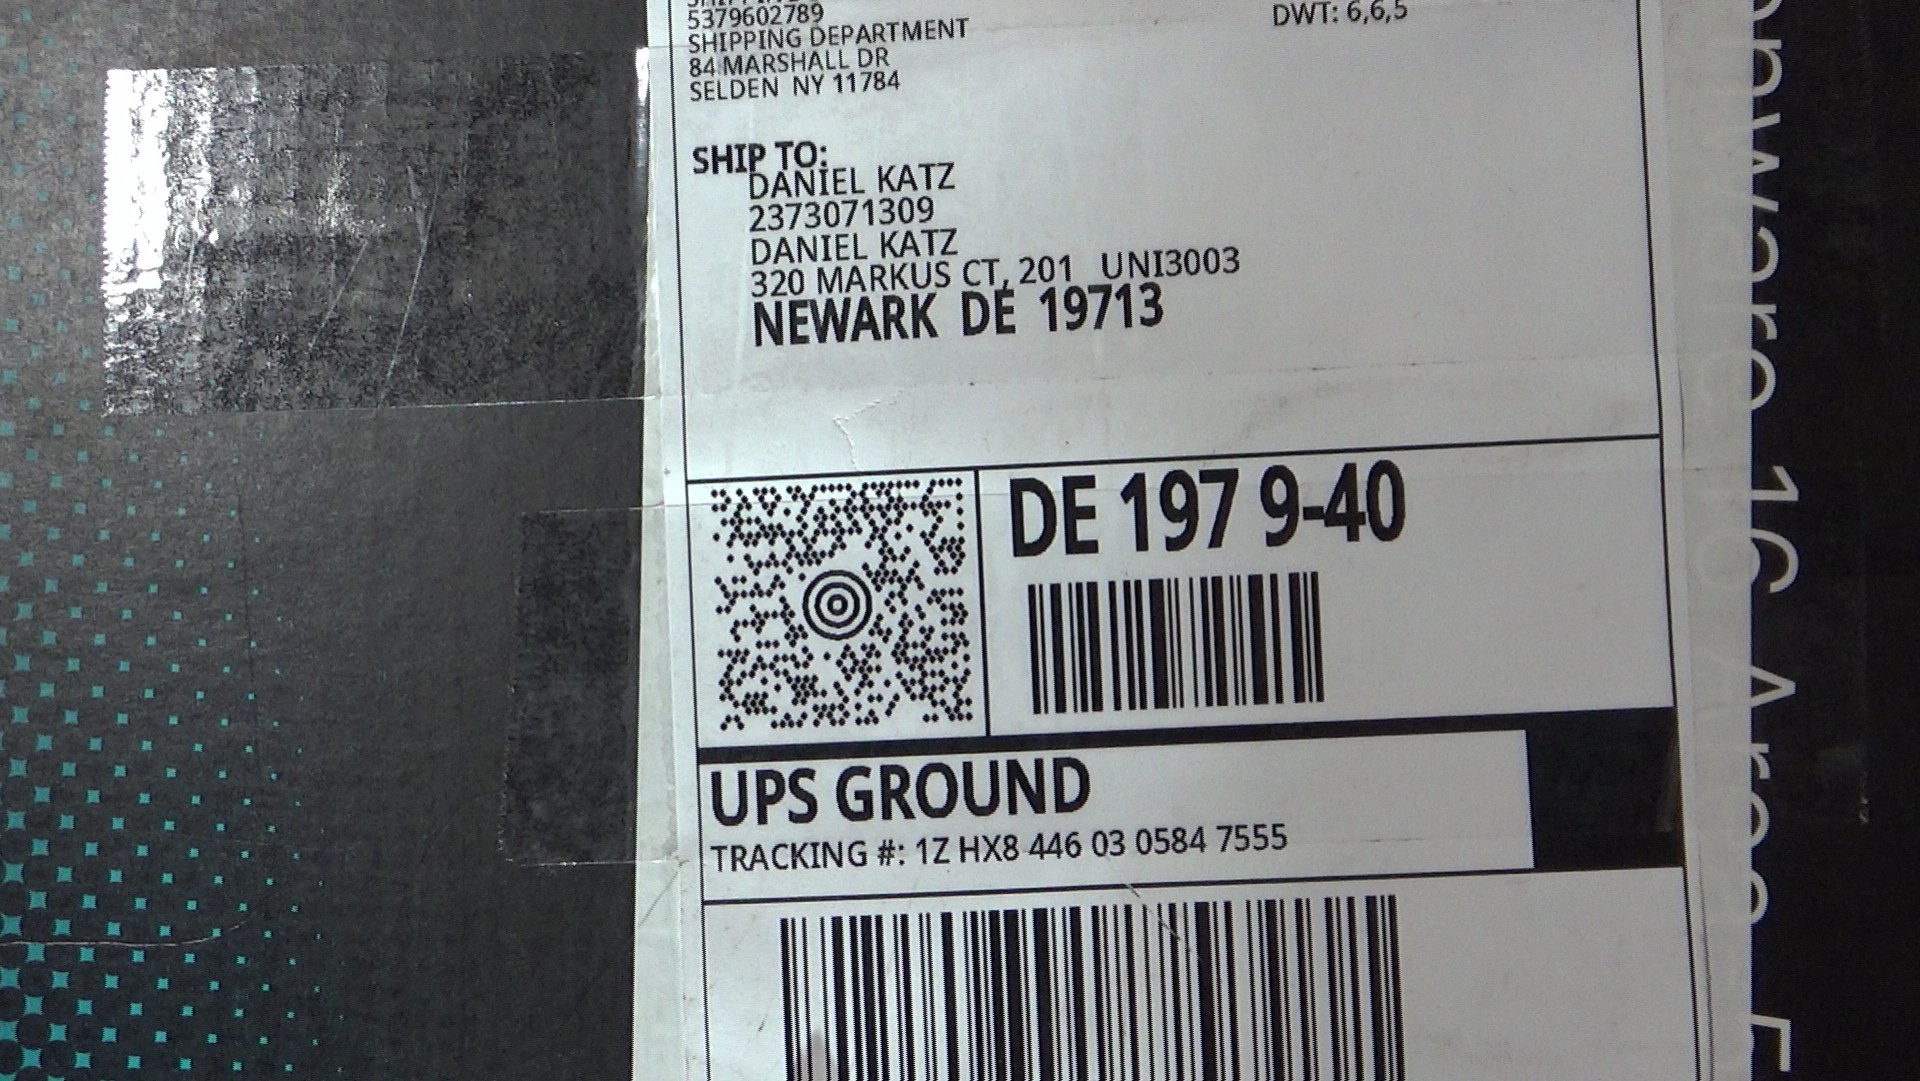 5379602789
SHIPPING DEPARTMENT
84 MARSHALL DR
SELDEN NY 11784
DWT: 6,6,5
SHIP TO:
DANIEL KATZ
2373071309
DANIEL KATZ
320 MARKUS CT, 201 UNI3003
NEWARK DE 19713
DE 197 9-40
UPS GROUND
TRACKING #: 1Z HX8 446 03 0584 7555
16 Area